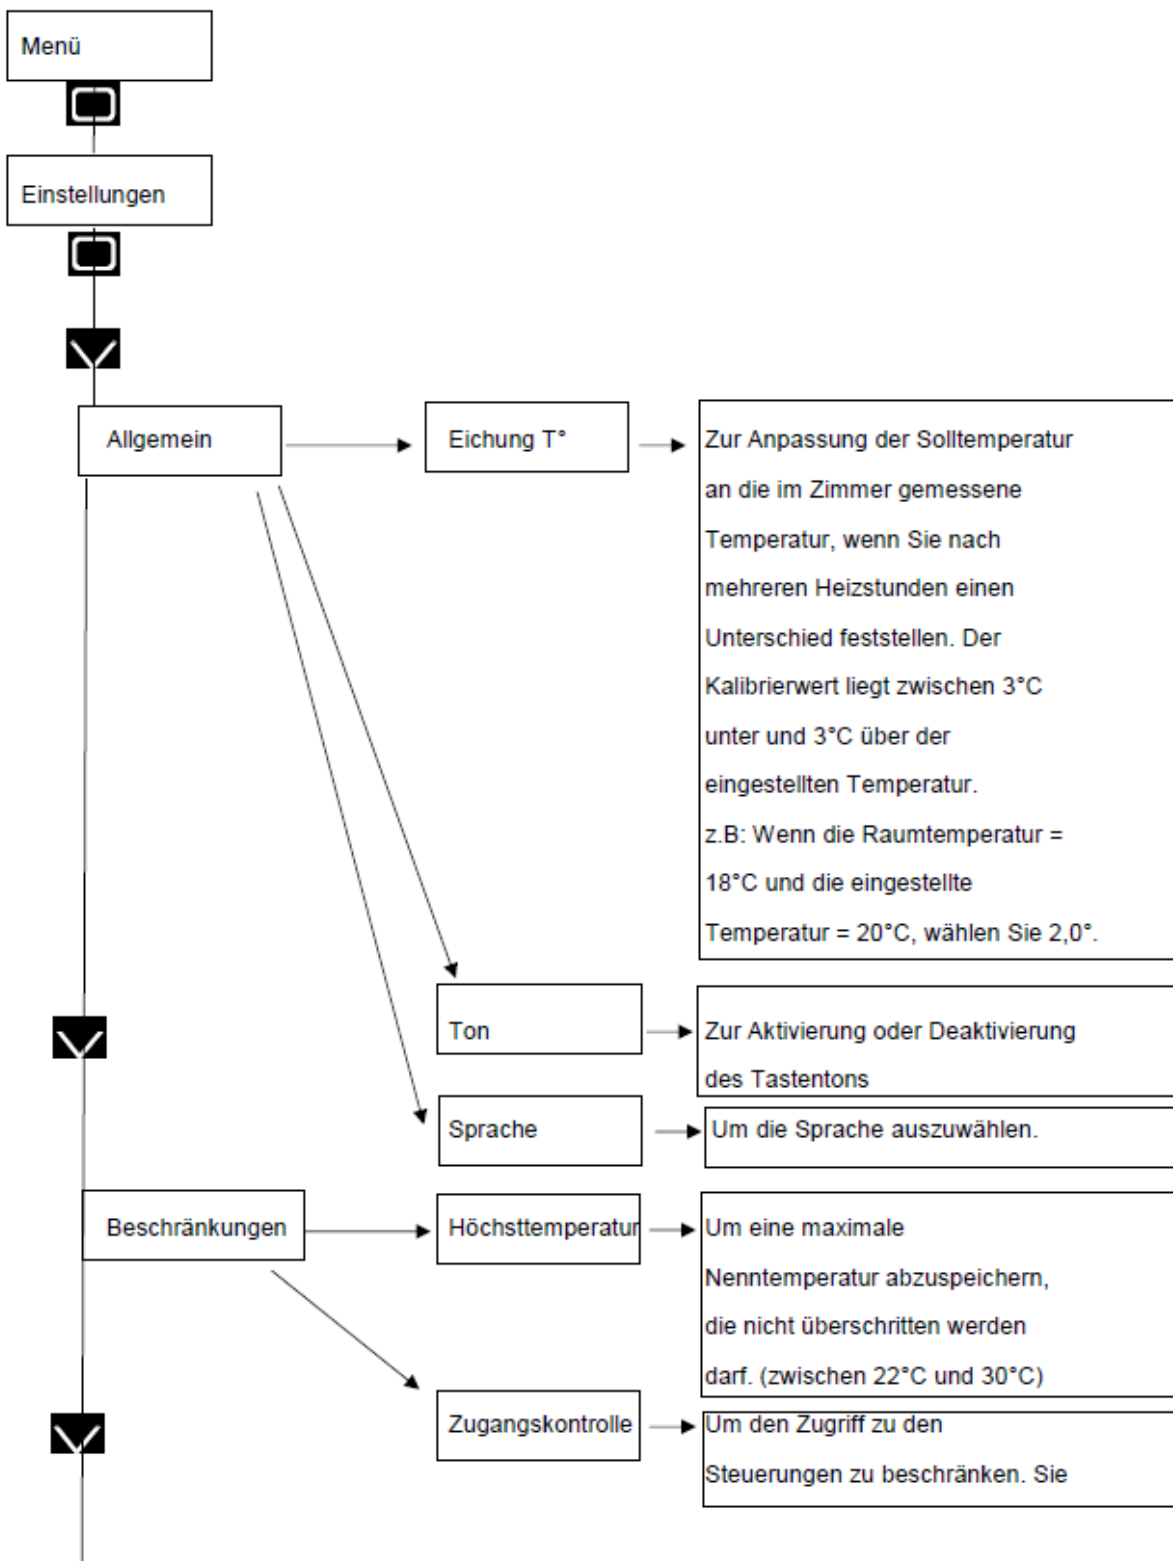 Menü
Einstellungen
Allgemein
Eichung T°
Zur Anpassung der Solltemperatur
an die im Zimmer gemessene
Temperatur, wenn Sie nach
mehreren Heizstunden einen
Unterschied feststellen. Der
Kalibrierwert liegt zwischen 3°C
unter und 3°C über der
eingestellten Temperatur.
z.B: Wenn die Raumtemperatur =
18°C und die eingestellte
Temperatur = 20°C, wählen Sie 2,0°.
Ton
Zur Aktivierung oder Deaktivierung
des Tastentons
Sprache
Um die Sprache auszuwählen.
Beschränkungen
Höchsttemperatur
Um eine maximale
Nenntemperatur abzuspeichern,
die nicht überschritten werden
darf. (zwischen 22°C und 30°C)
Zugangskontrolle
Um den Zugriff zu den
Steuerungen zu beschränken. Sie